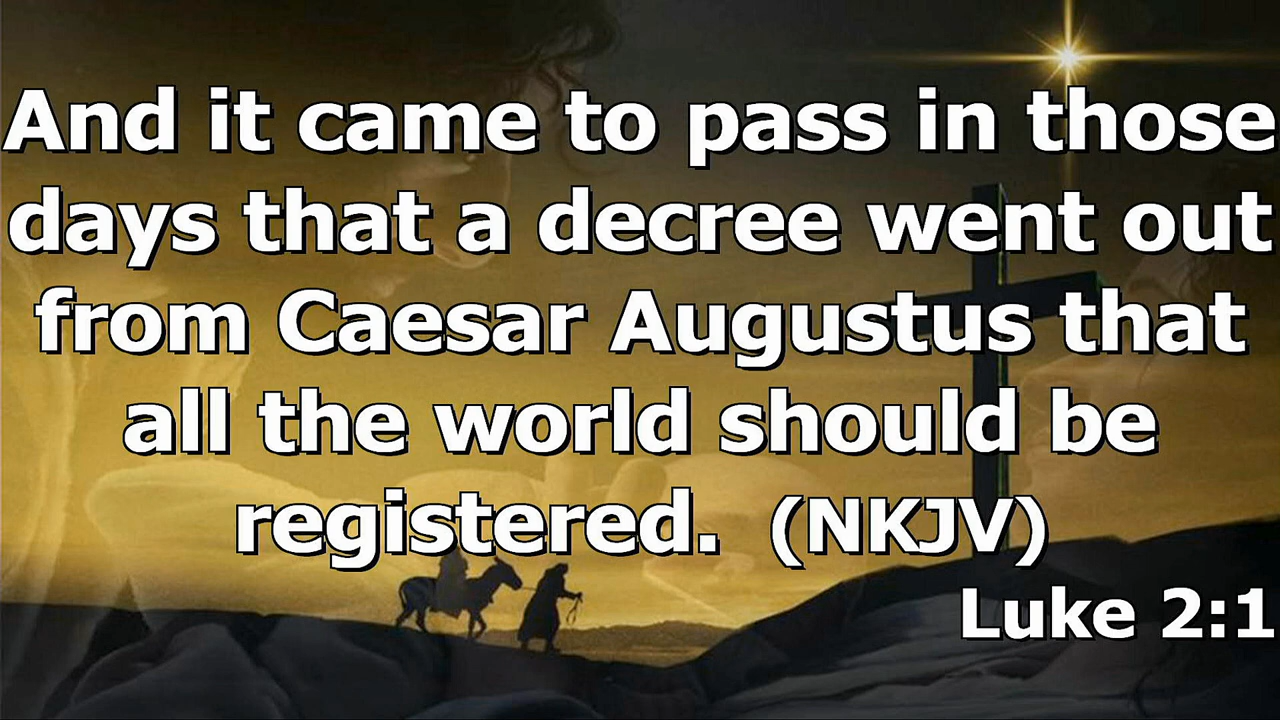 And it came to pass in those
days that a decree went out
from Caesar Augustus that
all the world should be
registered.  (NKJV)
Luke 2:1